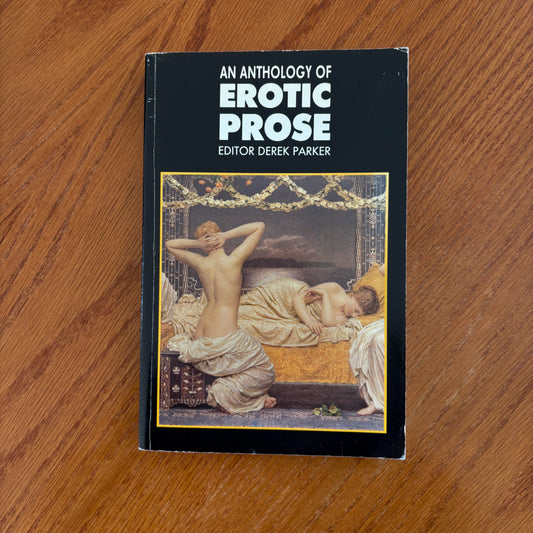 AN ANTHOLOGY OF
EROTIC
PROSE
EDITOR DEREK PARKER